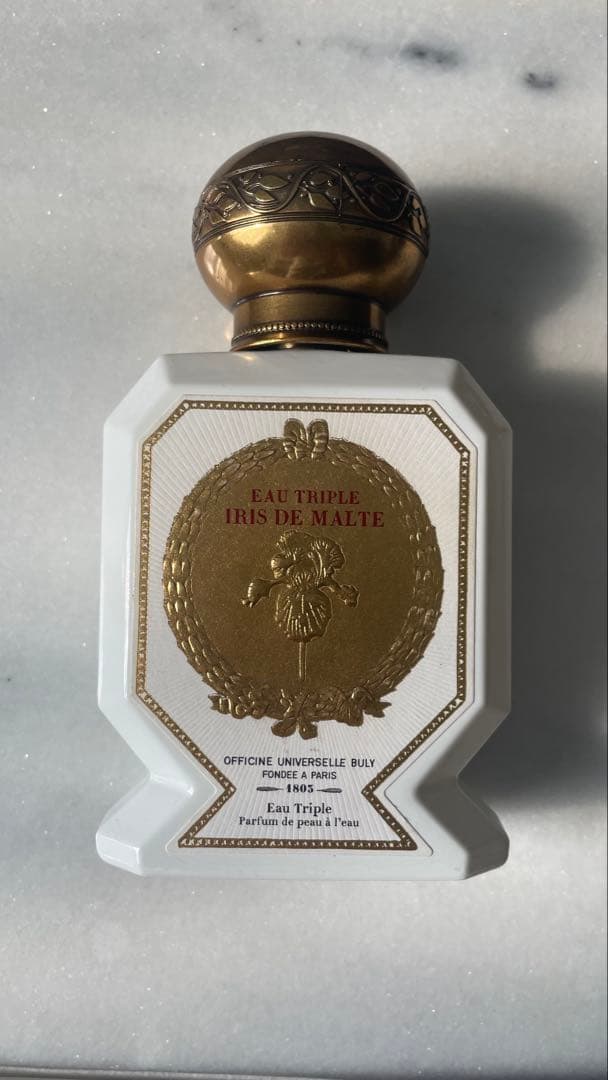 EAU TRIPLE
IRIS DE MALTE
OFFICINE UNIVERSELLE BULY
FONDEE A PARIS
1803
Eau Triple
Parfum de peau à l'eau